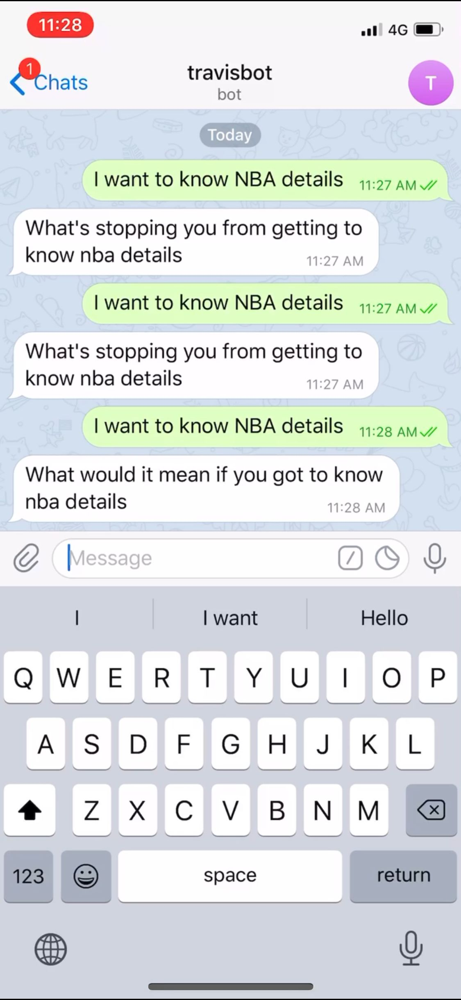 11:28
4G
1
Chats
travisbot
bot
T
Today
I want to know NBA details 11:27 AM
What's stopping you from getting to
know nba details 11:27 AM
I want to know NBA details 11:27 AM
What's stopping you from getting to
know nba details 11:27 AM
I want to know NBA details 11:28 AM
What would it mean if you got to know
nba details 11:28 AM
Message
I I want Hello
Q W E R T Y U I O P
A S D F G H J K L
Z X C V B N M
123 space return